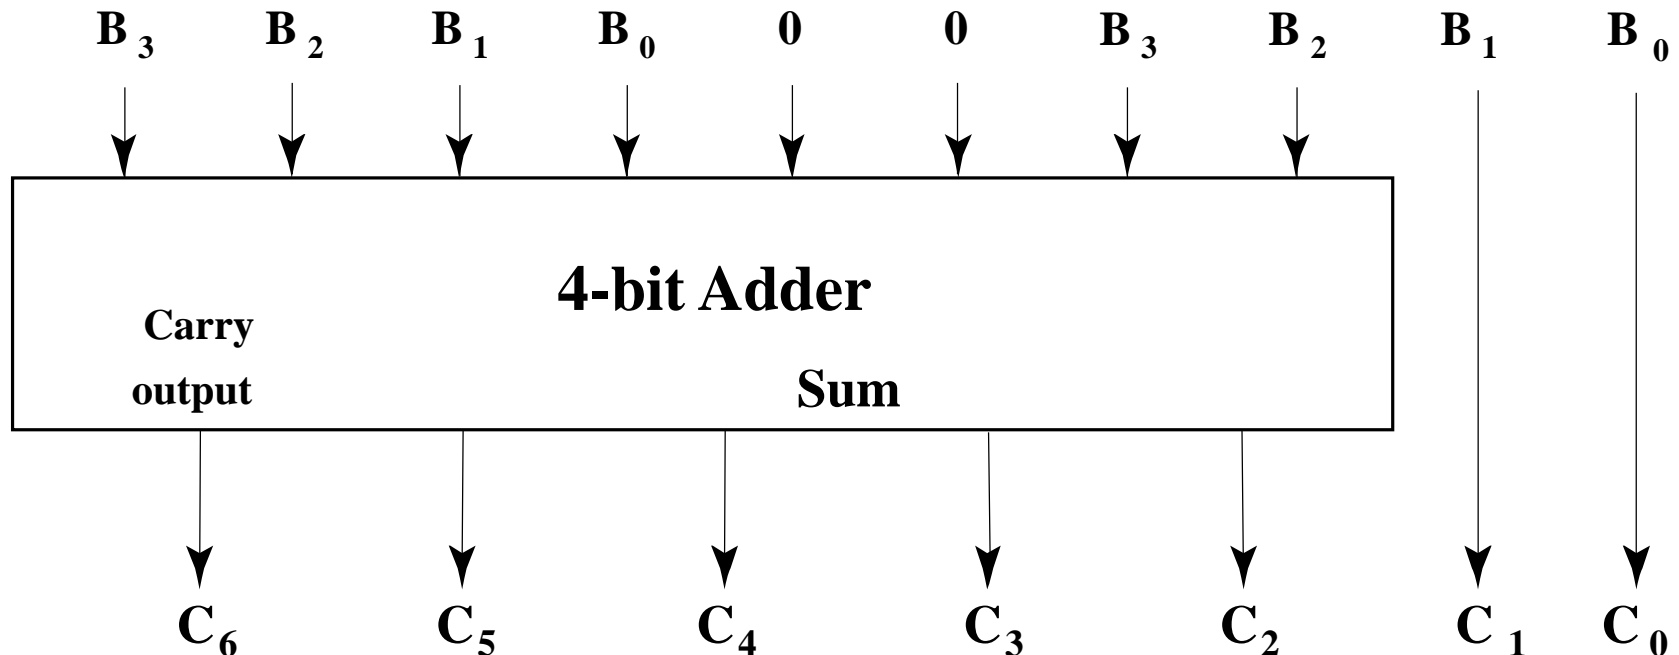 B3 B2 B1 B0 0 0 B3 B2 B1 B0
4-bit Adder
Carry
output
Sum
C6 C5 C4 C3 C2 C1 C0